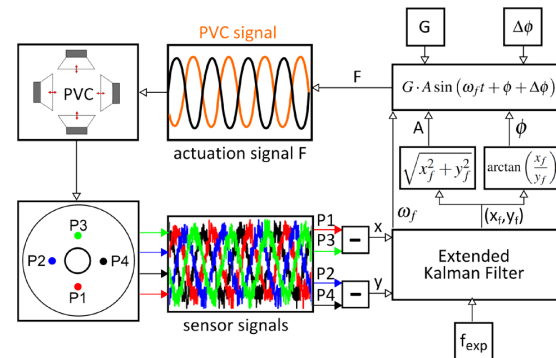 PVC signal
G
Δϕ
PVC
F
G · A sin (ω_f t + ϕ + Δϕ)
actuation signal F
A
ϕ
√(x_f² + y_f²)
arctan (x_f / y_f)
P3
P2
P4
P1
P1
P3
P2
P4
sensor signals
−
−
x
y
ω_f
(x_f,y_f)
Extended
Kalman Filter
f_exp